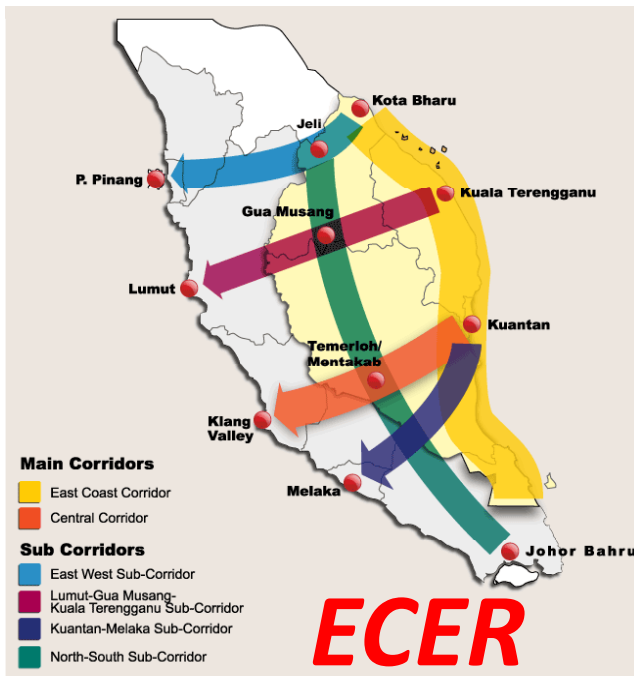 Kota Bharu
Jeli
P. Pinang
Kuala Terengganu
Gua Musang
Lumut
Kuantan
Temerloh/
Mentakab
Klang
Valley
Melaka
Johor Bahru
Main Corridors
East Coast Corridor
Central Corridor
Sub Corridors
East West Sub-Corridor
Lumut-Gua Musang-
Kuala Terengganu Sub-Corridor
Kuantan-Melaka Sub-Corridor
North-South Sub-Corridor
ECER